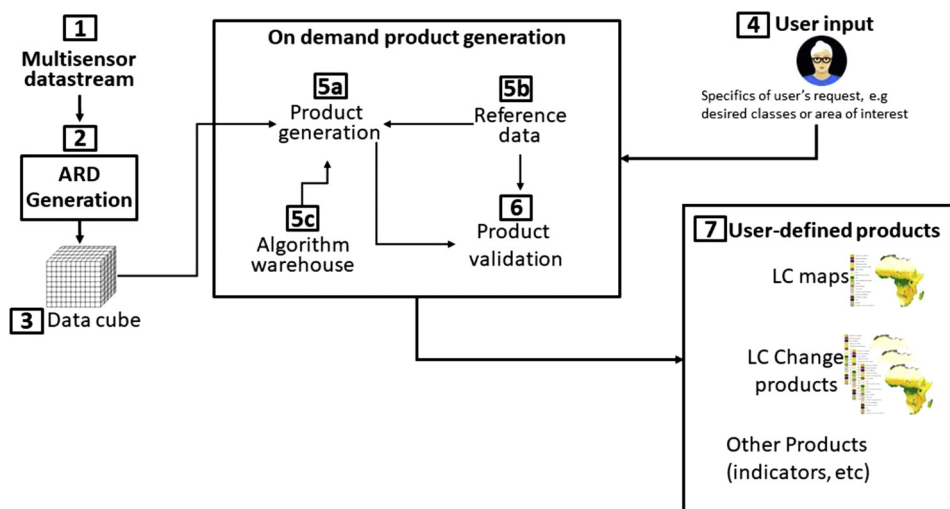 1
Multisensor
datastream
2
ARD
Generation
3 Data cube
On demand product generation
5a
Product
generation
5b
Reference
data
5c
Algorithm
warehouse
6
Product
validation
4 User input
Specifics of user's request, e.g
desired classes or area of interest
7 User-defined products
LC maps
LC Change
products
Other Products
(indicators, etc)